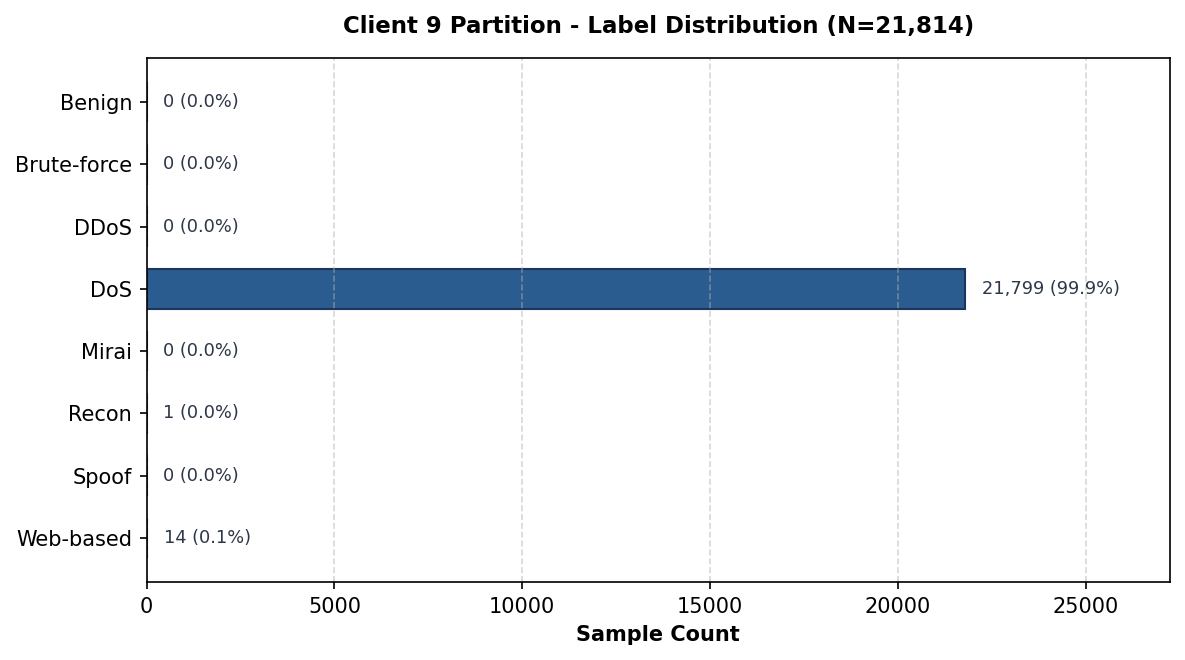 Client 9 Partition - Label Distribution (N=21,814)
Benign 0 (0.0%)
Brute-force 0 (0.0%)
DDoS 0 (0.0%)
DoS 21,799 (99.9%)
Mirai 0 (0.0%)
Recon 1 (0.0%)
Spoof 0 (0.0%)
Web-based 14 (0.1%)
0 5000 10000 15000 20000 25000
Sample Count